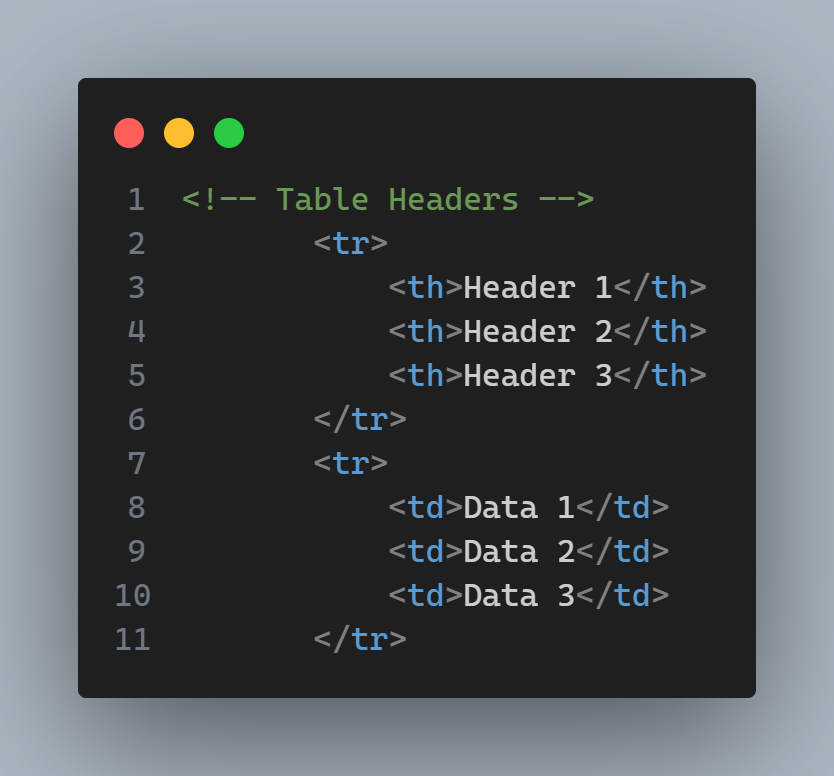 1 <!-- Table Headers -->
2 <tr>
3 <th>Header 1</th>
4 <th>Header 2</th>
5 <th>Header 3</th>
6 </tr>
7 <tr>
8 <td>Data 1</td>
9 <td>Data 2</td>
10 <td>Data 3</td>
11 </tr>